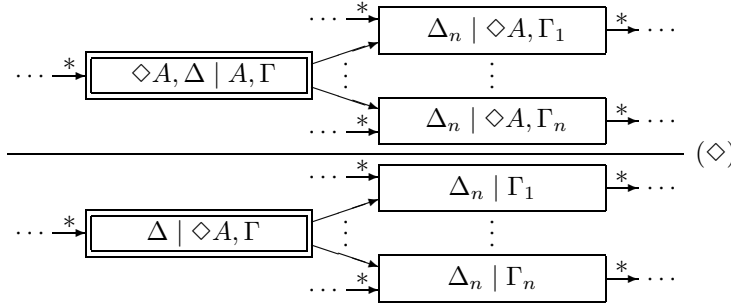 ⋯ * Δₙ | ◇A, Γ₁ * ⋯
⋯ * ◇A, Δ | A, Γ ⋮ ⋮
⋯ * Δₙ | ◇A, Γₙ * ⋯
(◇)
⋯ * Δₙ | Γ₁ * ⋯
⋯ * Δ | ◇A, Γ ⋮ ⋮
⋯ * Δₙ | Γₙ * ⋯